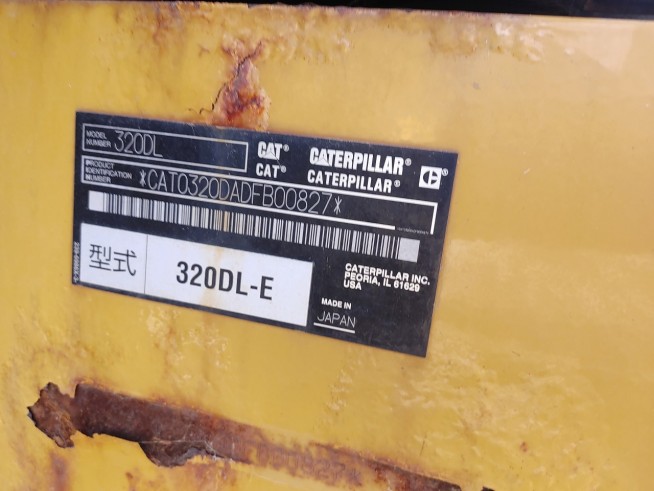 MODEL NUMBER 320DL
CAT® CATERPILLAR®
CAT® CATERPILLAR®
PRODUCT IDENTIFICATION NUMBER *CAT0320DADFB00827*
型式 320DL-E
CATERPILLAR INC.
PEORIA, IL 61629
USA
MADE IN
JAPAN